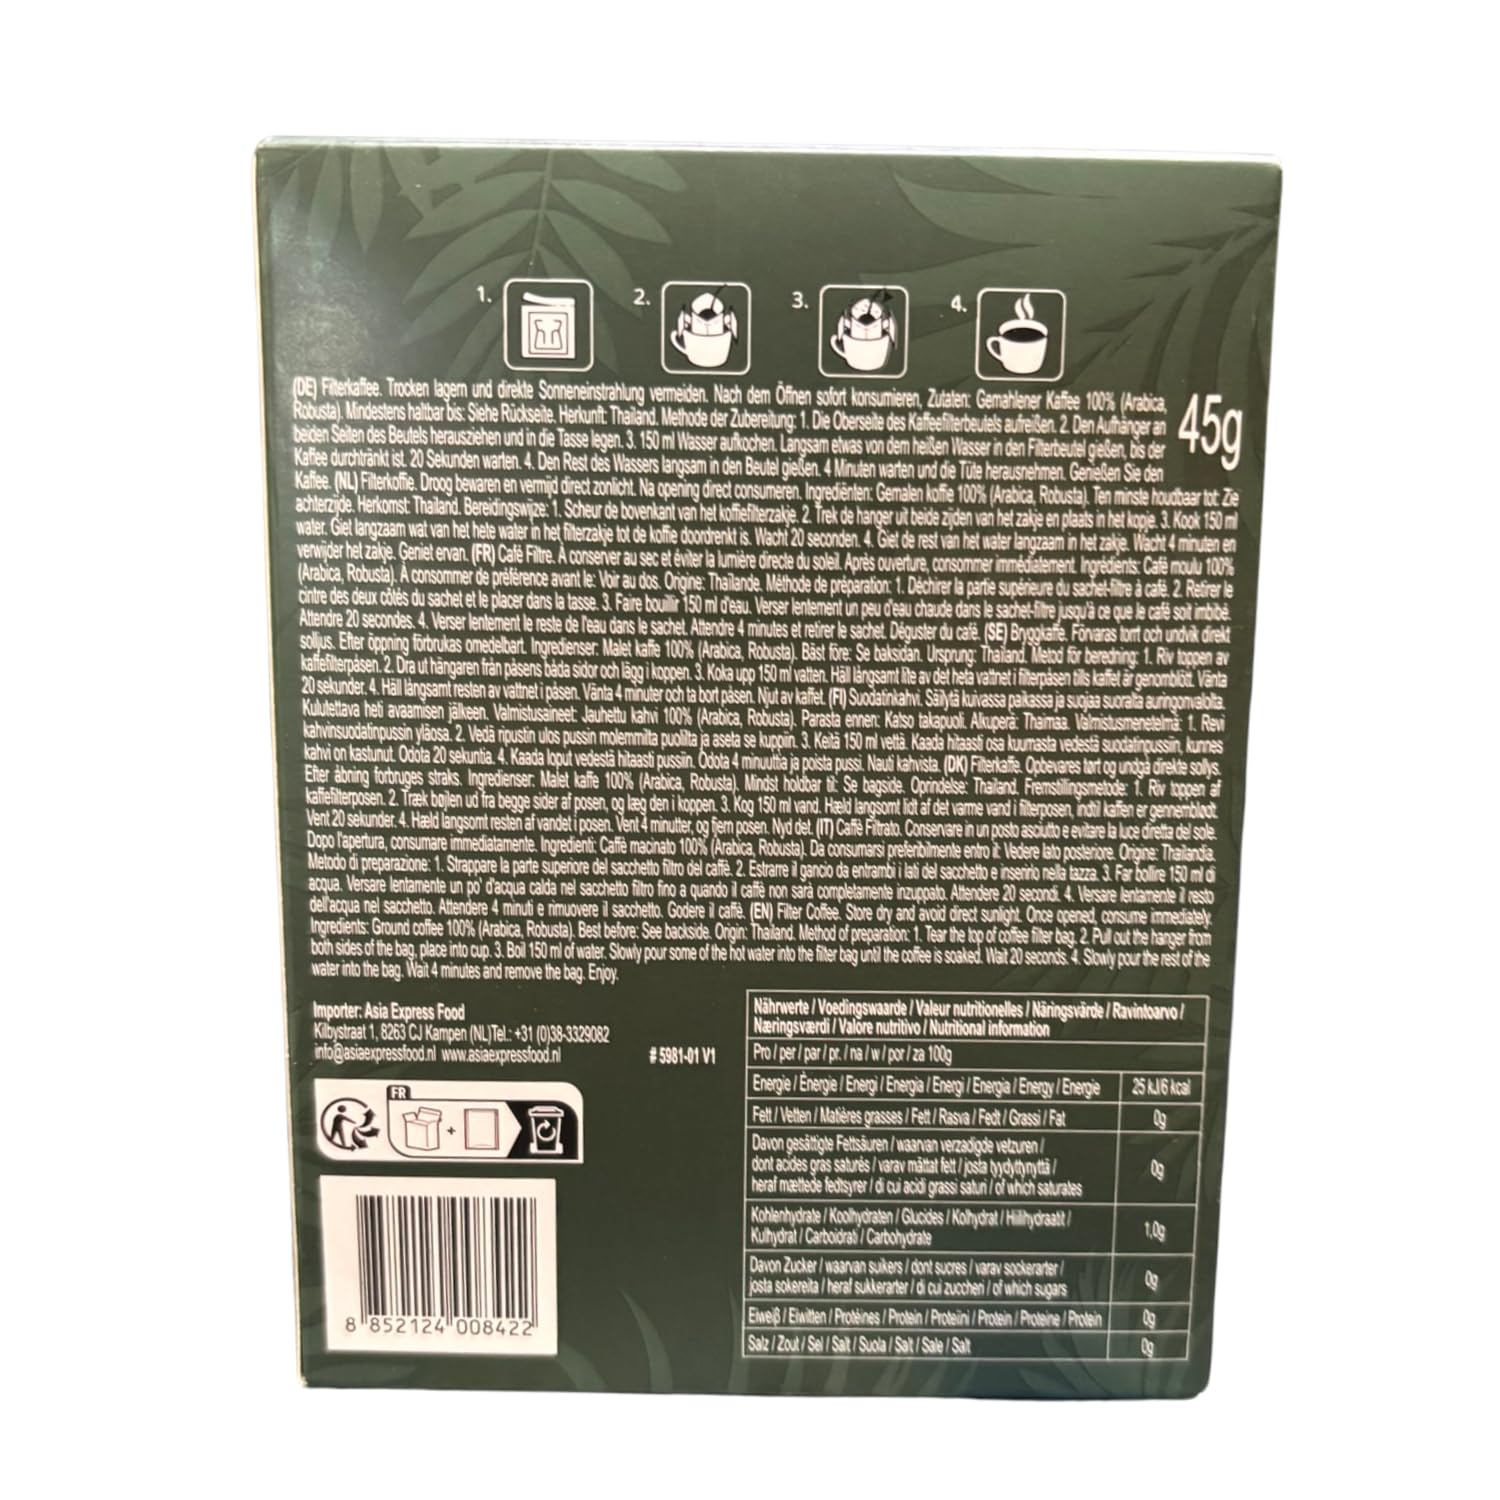 1.
2.
3.
4.
45g
(DE) Filterkaffee. Trocken lagern und direkte Sonneneinstrahlung vermeiden. Nach dem Öffnen sofort konsumieren, Zutaten: Gemahlener Kaffee 100% (Arabica,
Robusta). Mindestens haltbar bis: Siehe Rückseite. Herkunft: Thailand. Methode der Zubereitung: 1. Die Oberseite des Kaffeefilterbeutels aufreißen. 2. Den Aufhänger an
beiden Seiten des Beutels herausziehen und in die Tasse legen. 3. 150 ml Wasser aufkochen. Langsam etwas von dem heißen Wasser in den Filterbeutel gießen, bis der
Kaffee durchtränkt ist. 20 Sekunden warten. 4. Den Rest des Wassers langsam in den Beutel gießen. 4 Minuten warten und die Tüte herausnehmen. Genießen Sie den
Kaffee. (NL) Filterkoffie. Droog bewaren en vermijd direct zonlicht. Na opening direct consumeren. Ingrediënten: Gemalen koffie 100% (Arabica, Robusta). Ten minste houdbaar tot: Zie
achterzijde. Herkomst: Thailand. Bereidingswijze: 1. Scheur de bovenkant van het koffiefilterzakje. 2. Trek de hanger uit beide zijden van het zakje en plaats in het kopje. 3. Kook 150 ml
water. Giet langzaam wat van het hete water in het filterzakje tot de koffie doordrenkt is. Wacht 20 seconden. 4. Giet de rest van het water langzaam in het zakje. Wacht 4 minuten en
verwijder het zakje. Geniet ervan. (FR) Café Filtre. À conserver au sec et éviter la lumière directe du soleil. Après ouverture, consommer immédiatement. Ingrédients: Café moulu 100%
(Arabica, Robusta). À consommer de préférence avant le: Voir au dos. Origine: Thaïlande. Méthode de préparation: 1. Déchirer la partie supérieure du sachet-filtre à café. 2. Retirer le
cintre des deux côtés du sachet et le placer dans la tasse. 3. Faire bouillir 150 ml d'eau. Verser lentement un peu d'eau chaude dans le sachet-filtre jusqu'à ce que le café soit imbibé.
Attendre 20 secondes. 4. Verser lentement le reste de l'eau dans le sachet. Attendre 4 minutes et retirer le sachet. Déguster du café. (SE) Bryggkaffe. Förvaras torrt och undvik direkt
solljus. Efter öppning förbrukas omedelbart. Ingredienser: Malet kaffe 100% (Arabica, Robusta). Bäst före: Se baksidan. Ursprung: Thailand. Metod för beredning: 1. Riv toppen av
kaffefilterpåsen. 2. Dra ut hängaren från påsens båda sidor och lägg i koppen. 3. Koka upp 150 ml vatten. Häll långsamt lite av det heta vattnet i filterpåsen tills kaffet är genomblött. Vänta
20 sekunder. 4. Häll långsamt resten av vattnet i påsen. Vänta 4 minuter och ta bort påsen. Njut av kaffet. (FI) Suodatinkahvi. Säilytä kuivassa paikassa ja suojaa suoralta auringonvalolta.
Kulutettava heti avaamisen jälkeen. Valmistusaineet: Jauhettu kahvi 100% (Arabica, Robusta). Parasta ennen: Katso takapuoli. Alkuperä: Thaimaa. Valmistusmenetelmä: 1. Revi
kahvinsuodatinpussin yläosa. 2. Vedä ripustin ulos pussin molemmilta puolilta ja aseta se kuppiin. 3. Keitä 150 ml vettä. Kaada hitaasti osa kuumasta vedestä suodatinpussiin, kunnes
kahvi on kastunut. Odota 20 sekuntia. 4. Kaada loput vedestä hitaasti pussiin. Odota 4 minuuttia ja poista pussi. Nauti kahvista. (DK) Filterkaffe. Opbevares tørt og undgå direkte sollys.
Efter åbning forbruges straks. Ingredienser: Malet kaffe 100% (Arabica, Robusta). Mindst holdbar til: Se bagside. Oprindelse: Thailand. Fremstillingsmetode: 1. Riv toppen af
kaffefilterposen. 2. Træk bøjlen ud fra begge sider af posen, og læg den i koppen. 3. Kog 150 ml vand. Hæld langsomt lidt af det varme vand i filterposen, indtil kaffen er gennemblødt.
Vent 20 sekunder. 4. Hæld langsomt resten af vandet i posen. Vent 4 minutter, og fjern posen. Nyd det. (IT) Caffè Filtrato. Conservare in un posto asciutto e evitare la luce diretta del sole.
Dopo l'apertura, consumare immediatamente. Ingredienti: Caffè macinato 100% (Arabica, Robusta). Da consumarsi preferibilmente entro il: Vedere lato posteriore. Origine: Thailandia.
Metodo di preparazione: 1. Strappare la parte superiore del sacchetto filtro del caffè. 2. Estrarre il gancio da entrambi i lati del sacchetto e inserirlo nella tazza. 3. Far bollire 150 ml di
acqua. Versare lentamente un po' d'acqua calda nel sacchetto filtro fino a quando il caffè non sarà completamente inzuppato. Attendere 20 secondi. 4. Versare lentamente il resto
dell'acqua nel sacchetto. Attendere 4 minuti e rimuovere il sacchetto. Godere il caffè. (EN) Filter Coffee. Store dry and avoid direct sunlight. Once opened, consume immediately.
Ingredients: Ground coffee 100% (Arabica, Robusta). Best before: See backside. Origin: Thailand. Method of preparation: 1. Tear the top of coffee filter bag. 2. Pull out the hanger from
both sides of the bag, place into cup. 3. Boil 150 ml of water. Slowly pour some of the hot water into the filter bag until the coffee is soaked. Wait 20 seconds. 4. Slowly pour the rest of the
water into the bag. Wait 4 minutes and remove the bag. Enjoy.
Importer: Asia Express Food
Kilbystraat 1, 8263 CJ Kampen (NL)Tel.: +31 (0)38-3329082
info@asiaexpressfood.nl www.asiaexpressfood.nl
# 5981-01 V1
FR
+
8 852124 008422
Nährwerte / Voedingswaarde / Valeur nutritionelles / Näringsvärde / Ravintoarvo /
Næringsværdi / Valore nutritivo / Nutritional information
Pro / per / par / pr. / na / w / por / za 100g
Energie / Énergie / Energi / Energia / Energi / Energia / Energy / Energie 25 kJ/6 kcal
Fett / Vetten / Matières grasses / Fett / Rasva / Fedt / Grassi / Fat 0g
Davon gesättigte Fettsäuren / waarvan verzadigde vetzuren /
dont acides gras saturés / varav mättat fett / josta tyydyttynyttä /
heraf mættede fedtsyrer / di cui acidi grassi saturi / of which saturates 0g
Kohlenhydrate / Koolhydraten / Glucides / Kolhydrat / Hiilihydraatit /
Kulhydrat / Carboidrati / Carbohydrate 1,0g
Davon Zucker / waarvan suikers / dont sucres / varav sockerarter /
josta sokereita / heraf sukkerarter / di cui zuccheri / of which sugars 0g
Eiweiß / Eiwitten / Protéines / Protein / Proteiini / Protein / Proteine / Protein 0g
Salz / Zout / Sel / Salt / Suola / Salt / Sale / Salt 0g